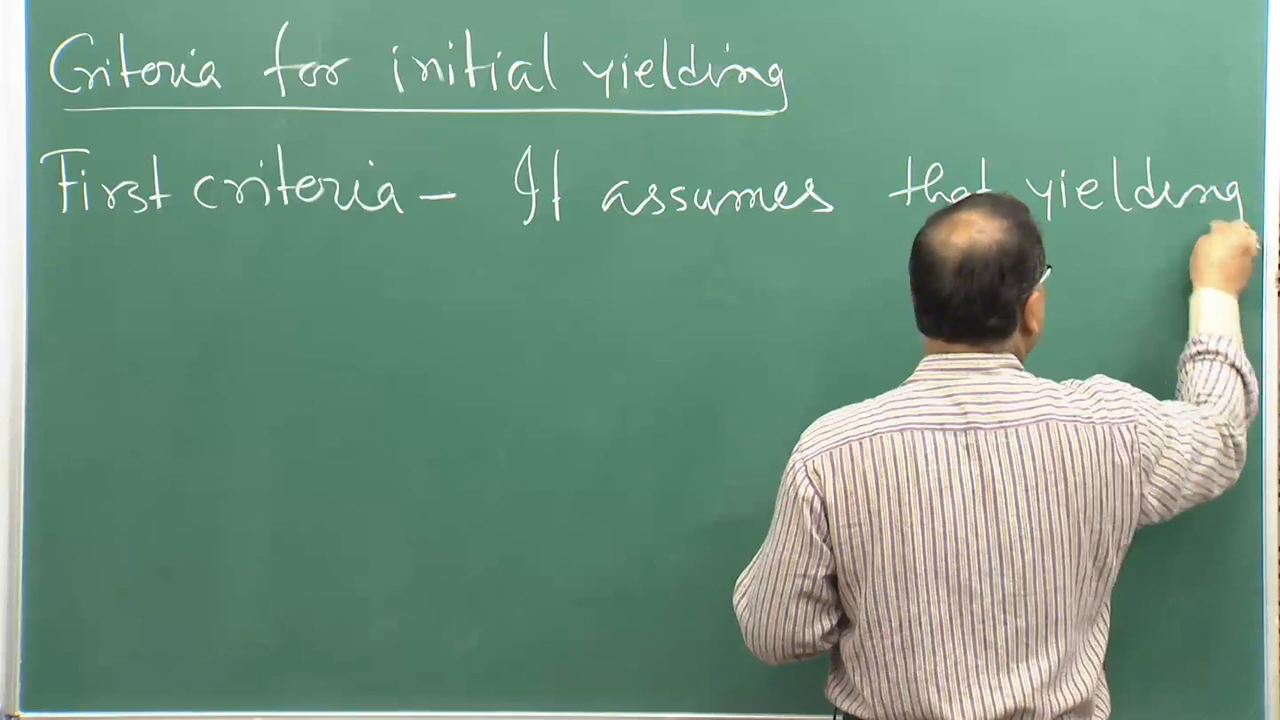 Criteria for initial yielding
First criteria - It assumes that yielding